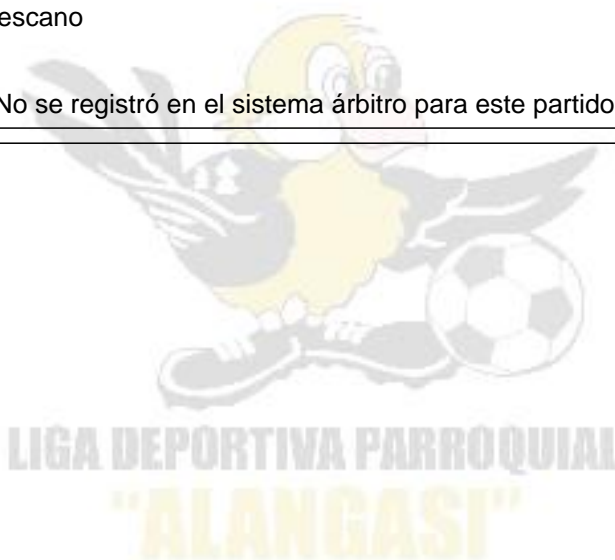 escano
No se registró en el sistema árbitro para este partido
LIGA DEPORTIVA PARROQUIAL
"ALANGASI"